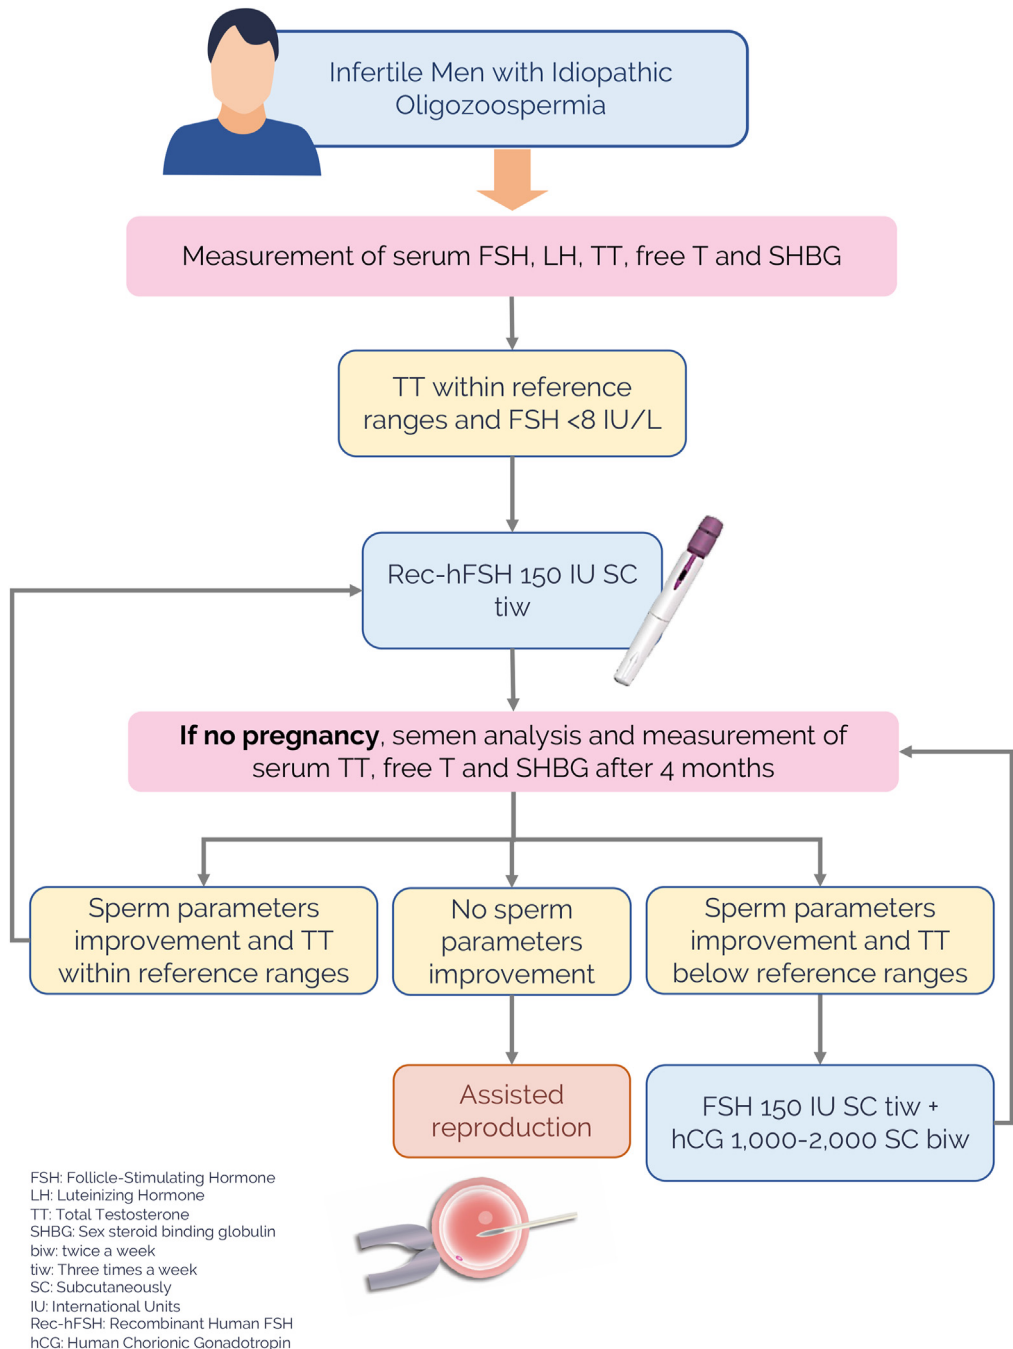 Infertile Men with Idiopathic
Oligozoospermia
Measurement of serum FSH, LH, TT, free T and SHBG
TT within reference
ranges and FSH <8 IU/L
Rec-hFSH 150 IU SC
tiw
If no pregnancy, semen analysis and measurement of
serum TT, free T and SHBG after 4 months
Sperm parameters
improvement and TT
within reference ranges
No sperm
parameters
improvement
Sperm parameters
improvement and TT
below reference ranges
Assisted
reproduction
FSH 150 IU SC tiw +
hCG 1,000-2,000 SC biw
FSH: Follicle-Stimulating Hormone
LH: Luteinizing Hormone
TT: Total Testosterone
SHBG: Sex steroid binding globulin
biw: twice a week
tiw: Three times a week
SC: Subcutaneously
IU: International Units
Rec-hFSH: Recombinant Human FSH
hCG: Human Chorionic Gonadotropin